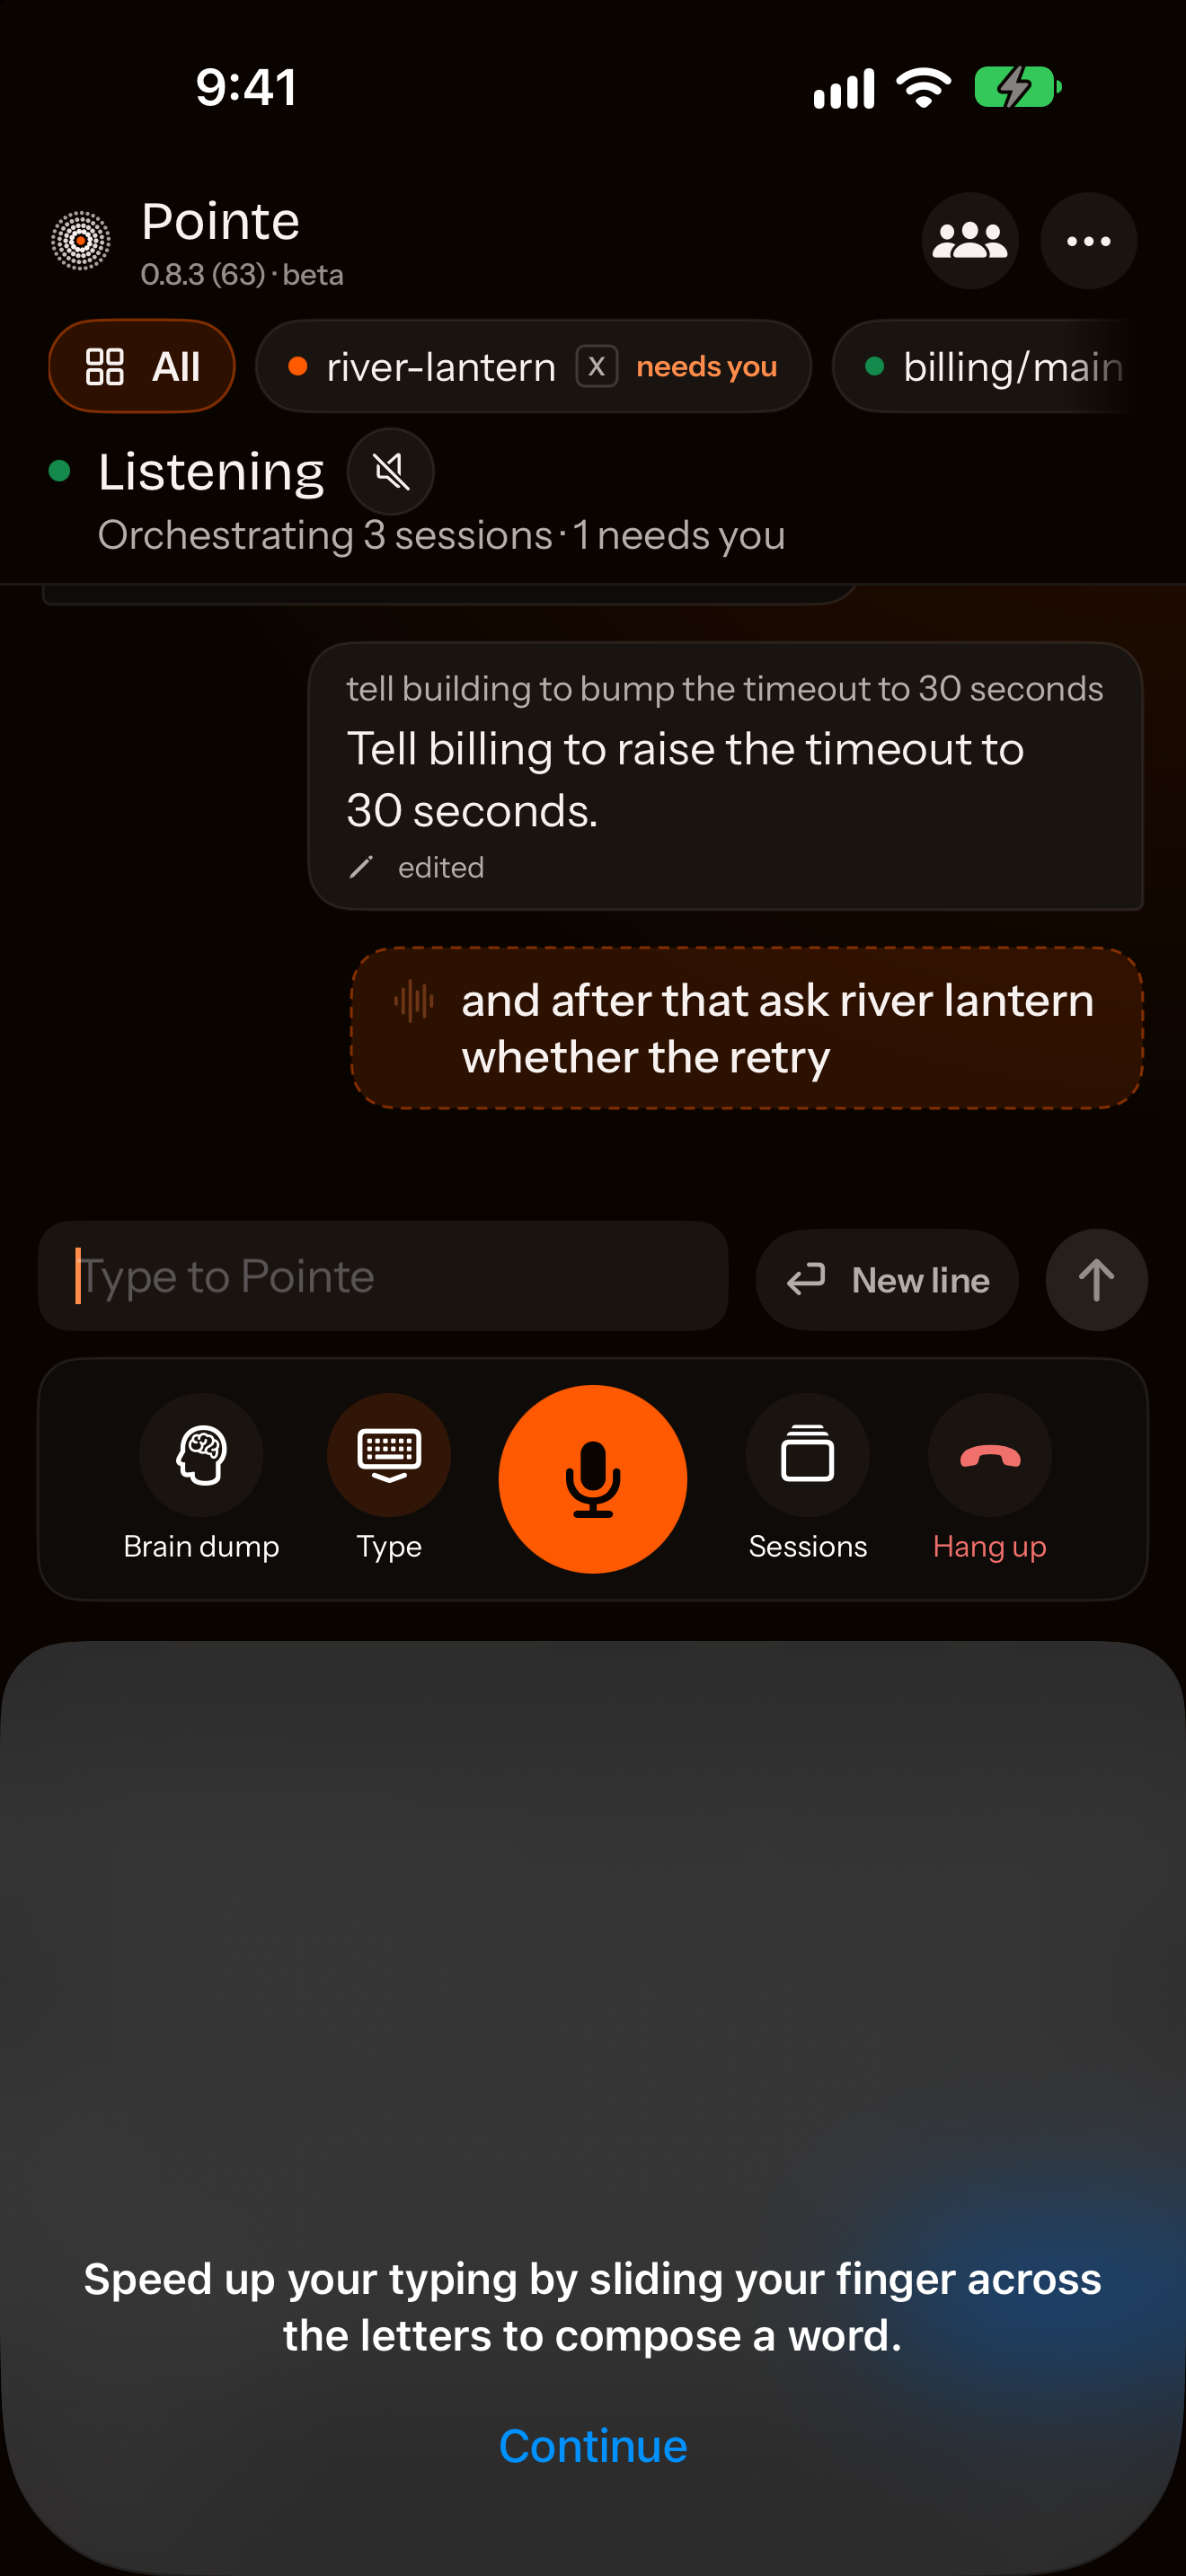 9:41
Pointe
0.8.3 (63) · beta
All
river-lantern X needs you
billing/main
Listening
Orchestrating 3 sessions · 1 needs you
tell building to bump the timeout to 30 seconds
Tell billing to raise the timeout to
30 seconds.
edited
and after that ask river lantern
whether the retry
Type to Pointe
New line
Brain dump
Type
Sessions
Hang up
Speed up your typing by sliding your finger across
the letters to compose a word.
Continue